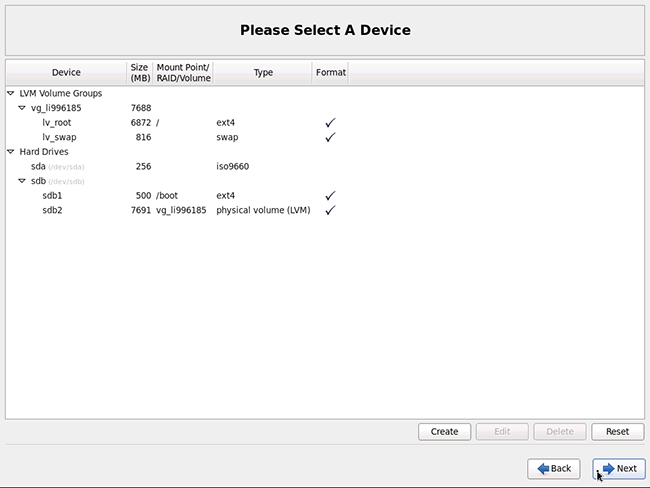 Please Select A Device
Device Size (MB) Mount Point/ RAID/Volume Type Format
LVM Volume Groups
vg_li996185 7688
lv_root 6872 / ext4 ✓
lv_swap 816 swap ✓
Hard Drives
sda (/dev/sda) 256 iso9660
sdb (/dev/sdb)
sdb1 500 /boot ext4 ✓
sdb2 7691 vg_li996185 physical volume (LVM) ✓
Create Edit Delete Reset
Back Next